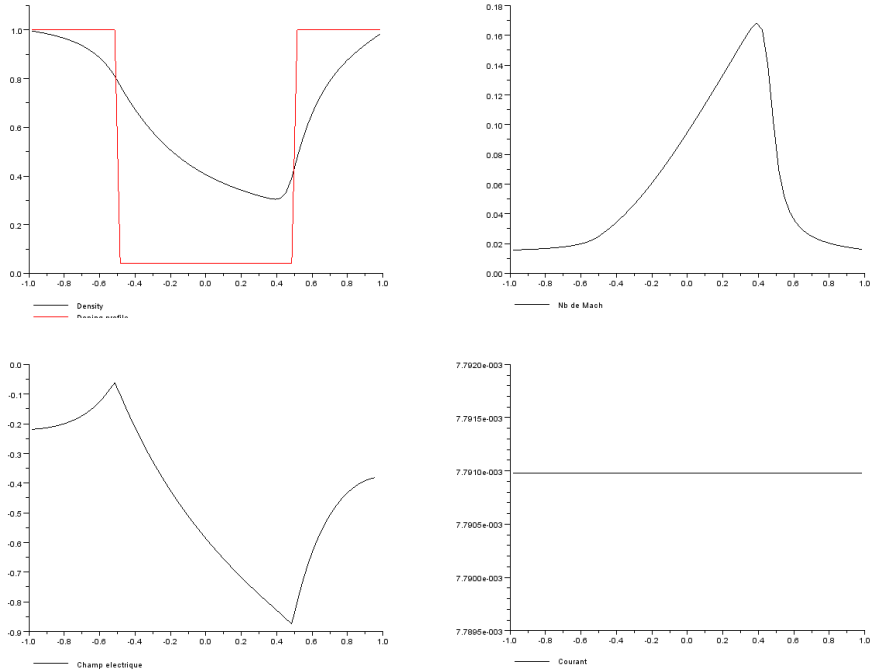 1.0
0.8
0.6
0.4
0.2
0.0
-1.0 -0.8 -0.6 -0.4 -0.2 0.0 0.2 0.4 0.6 0.8 1.0
Density
Doping profile
0.18
0.16
0.14
0.12
0.10
0.08
0.06
0.04
0.02
0.00
-1.0 -0.8 -0.6 -0.4 -0.2 0.0 0.2 0.4 0.6 0.8 1.0
Nb de Mach
0.0
-0.1
-0.2
-0.3
-0.4
-0.5
-0.6
-0.7
-0.8
-0.9
-1.0 -0.8 -0.6 -0.4 -0.2 0.0 0.2 0.4 0.6 0.8 1.0
Champ electrique
7.7920e-003
7.7915e-003
7.7910e-003
7.7905e-003
7.7900e-003
7.7895e-003
-1.0 -0.8 -0.6 -0.4 -0.2 0.0 0.2 0.4 0.6 0.8 1.0
Courant